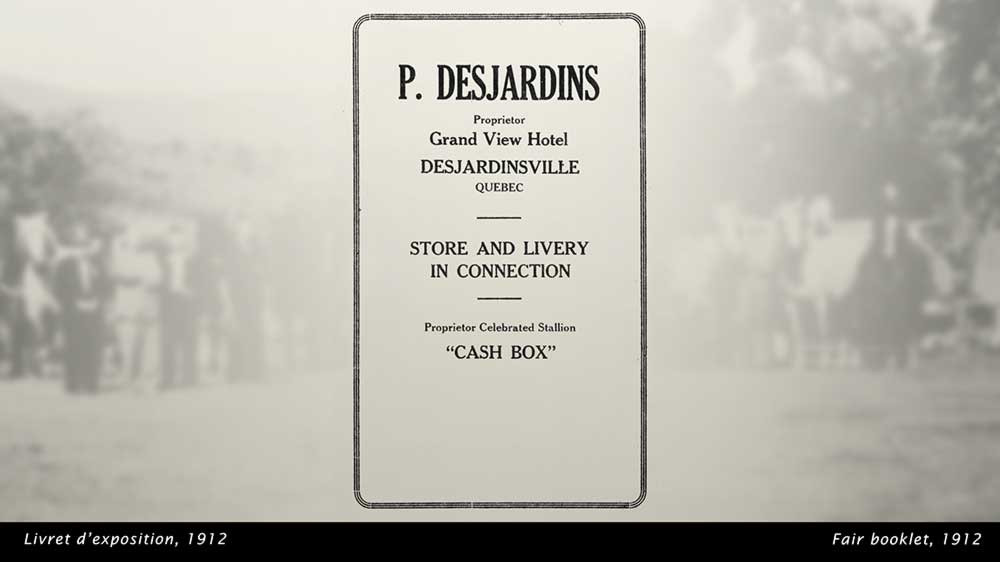 P. DESJARDINS
Proprietor
Grand View Hotel
DESJARDINSVILLE
QUEBEC
STORE AND LIVERY
IN CONNECTION
Proprietor Celebrated Stallion
“CASH BOX”
Livret d’exposition, 1912
Fair booklet, 1912